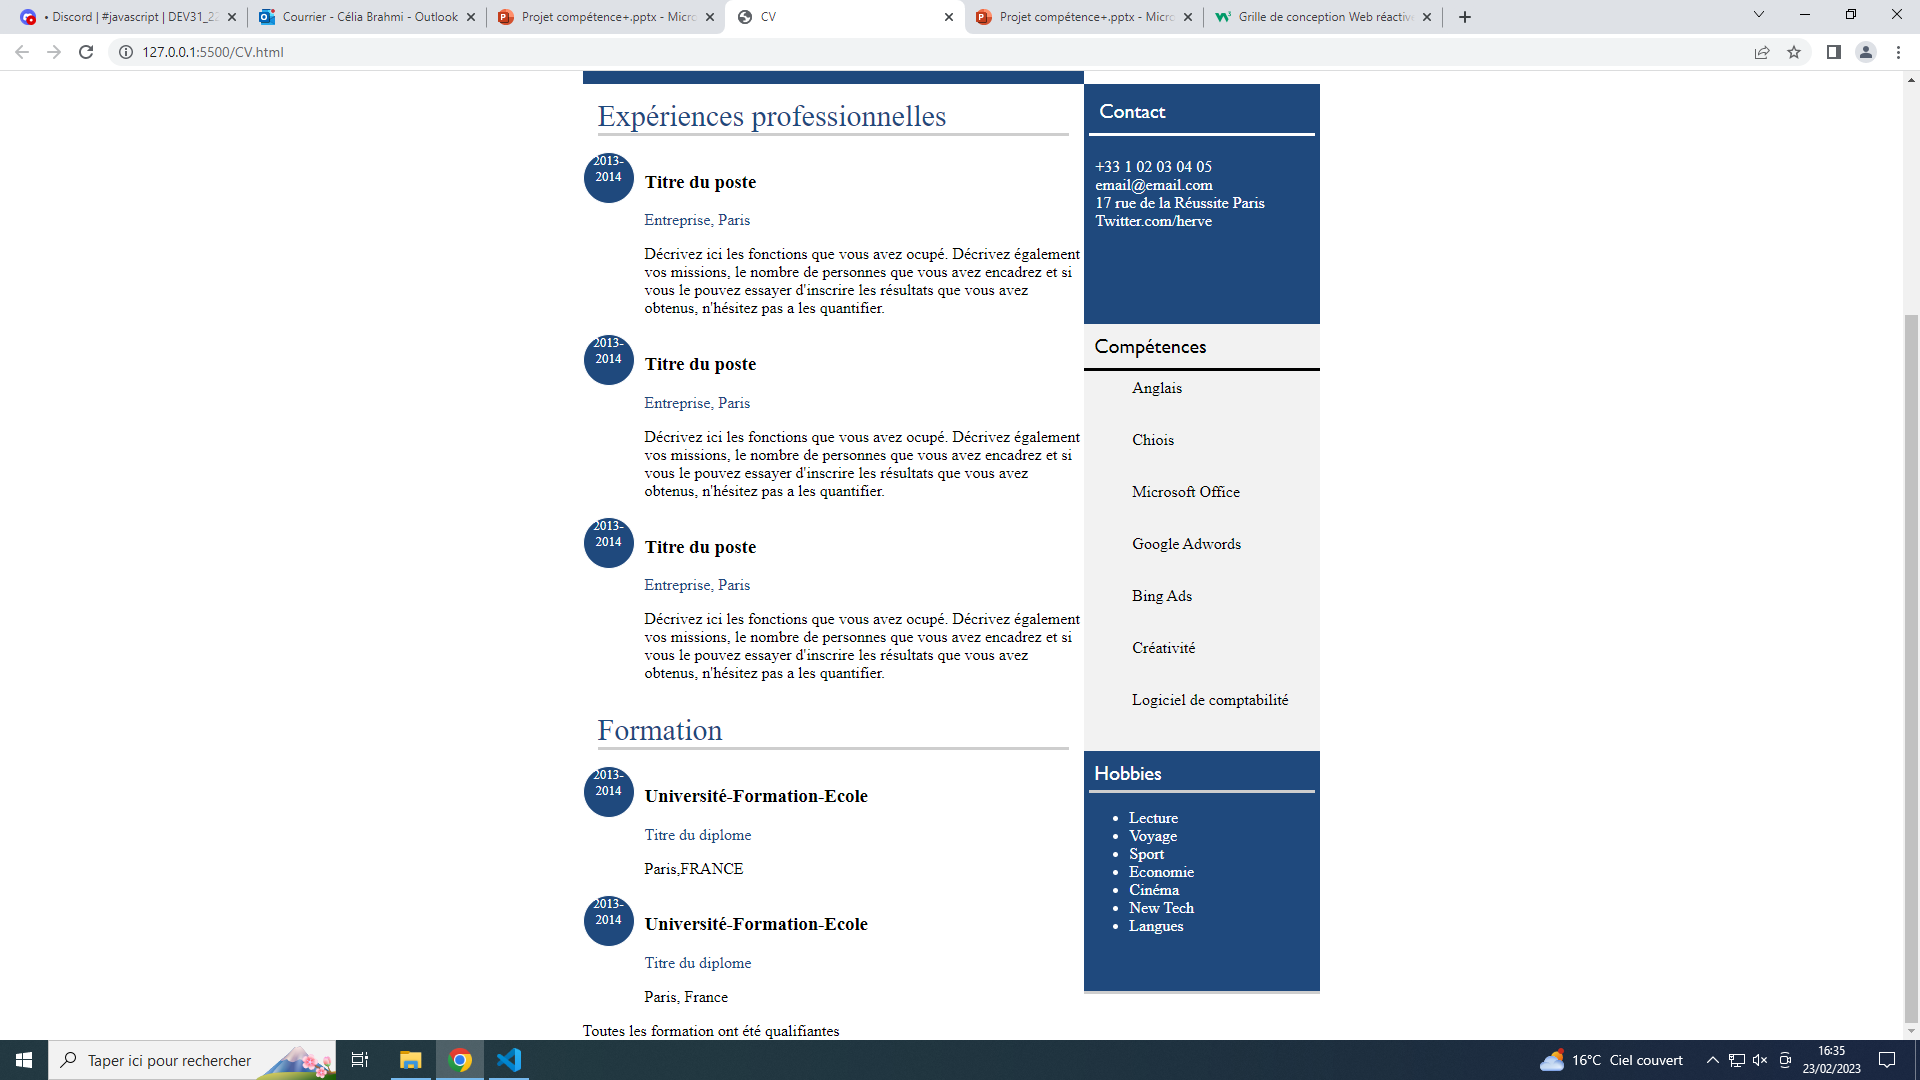 • Discord | #javascript | DEV31_22
Courrier - Célia Brahmi - Outlook
Projet compétence+.pptx - Micro
CV
Projet compétence+.pptx - Micro
Grille de conception Web réactive
127.0.0.1:5500/CV.html
Expériences professionnelles
2013-
2014
Titre du poste
Entreprise, Paris
Décrivez ici les fonctions que vous avez ocupé. Décrivez également
vos missions, le nombre de personnes que vous avez encadrez et si
vous le pouvez essayer d'inscrire les résultats que vous avez
obtenus, n'hésitez pas a les quantifier.
2013-
2014
Titre du poste
Entreprise, Paris
Décrivez ici les fonctions que vous avez ocupé. Décrivez également
vos missions, le nombre de personnes que vous avez encadrez et si
vous le pouvez essayer d'inscrire les résultats que vous avez
obtenus, n'hésitez pas a les quantifier.
2013-
2014
Titre du poste
Entreprise, Paris
Décrivez ici les fonctions que vous avez ocupé. Décrivez également
vos missions, le nombre de personnes que vous avez encadrez et si
vous le pouvez essayer d'inscrire les résultats que vous avez
obtenus, n'hésitez pas a les quantifier.
Formation
2013-
2014
Université-Formation-Ecole
Titre du diplome
Paris,FRANCE
2013-
2014
Université-Formation-Ecole
Titre du diplome
Paris, France
Toutes les formation ont été qualifiantes
Contact
+33 1 02 03 04 05
email@email.com
17 rue de la Réussite Paris
Twitter.com/herve
Compétences
Anglais
Chiois
Microsoft Office
Google Adwords
Bing Ads
Créativité
Logiciel de comptabilité
Hobbies
Lecture
Voyage
Sport
Economie
Cinéma
New Tech
Langues
Taper ici pour rechercher
16°C Ciel couvert
16:35
23/02/2023